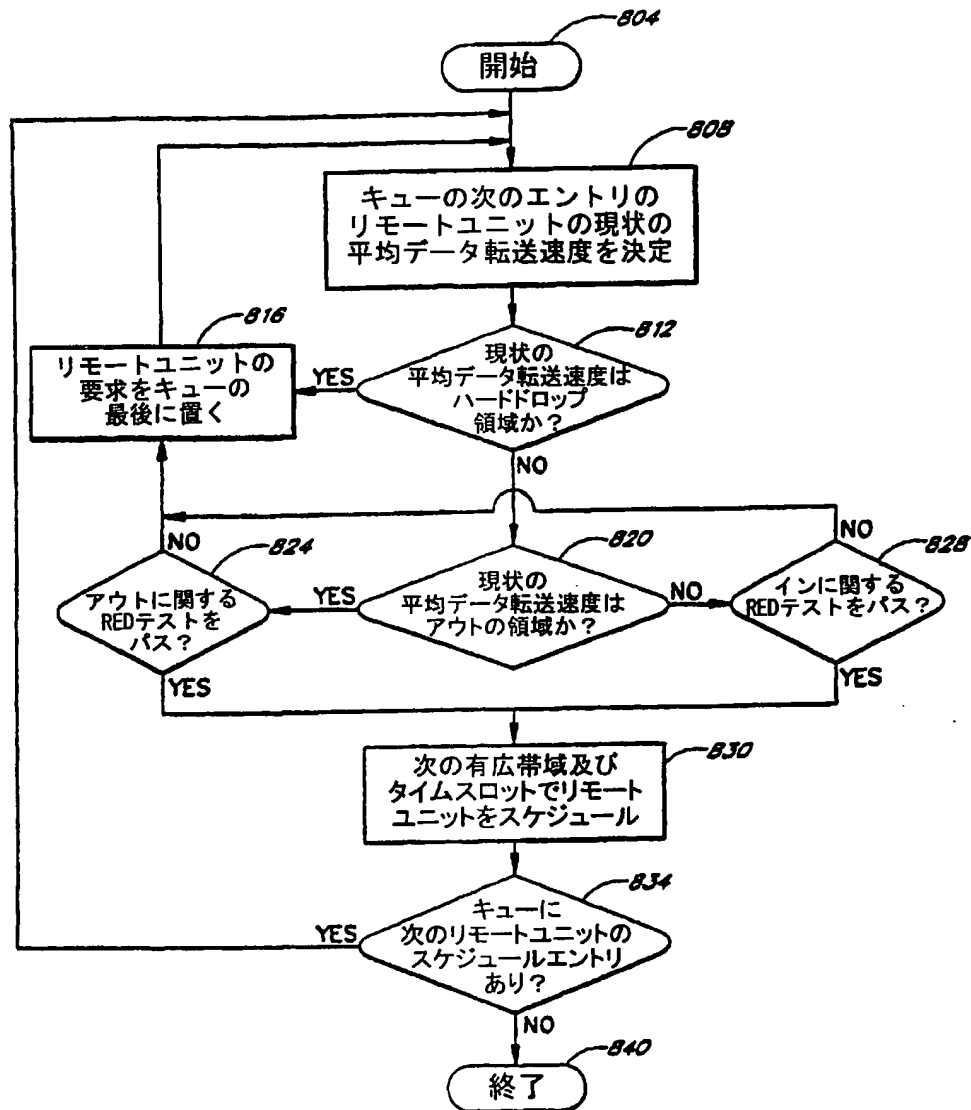 804
開始
808
キューの次のエントリの
リモートユニットの現状の
平均データ転送速度を決定
816
リモートユニットの
要求をキューの
最後に置く
812
現状の
平均データ転送速度は
ハードドロップ
領域か？
YES
NO
824
アウトに関する
REDテストを
パス？
NO
YES
820
現状の
平均データ転送速度は
アウトの領域か？
YES
NO
828
インに関する
REDテストをパス？
NO
YES
830
次の有広帯域及び
タイムスロットでリモート
ユニットをスケジュール
834
キューに
次のリモートユニットの
スケジュールエントリ
あり？
YES
NO
840
終了